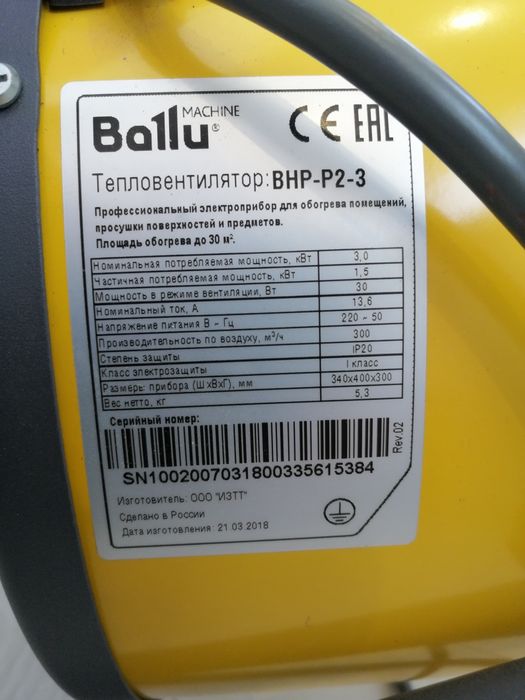 Ballu MACHINE ® CE EAC
Тепловентилятор: BHP-P2-3
Профессиональный электроприбор для обогрева помещений,
просушки поверхностей и предметов.
Площадь обогрева до 30 м².
Номинальная потребляемая мощность, кВт 3,0
Частичная потребляемая мощность, кВт 1,5
Мощность в режиме вентиляции, Вт 30
Номинальный ток, А 13,6
Напряжение питания В ~ Гц 220 ~ 50
Производительность по воздуху, м³/ч 300
Степень защиты IP20
Класс электрозащиты I класс
Размеры прибора (ШхВхГ), мм 340х400х300
Вес нетто, кг 5,3
Серийный номер:
SN1002007031800335615384
Rev.02
Изготовитель: ООО "ИЗТТ"
Сделано в России
Дата изготовления: 21.03.2018